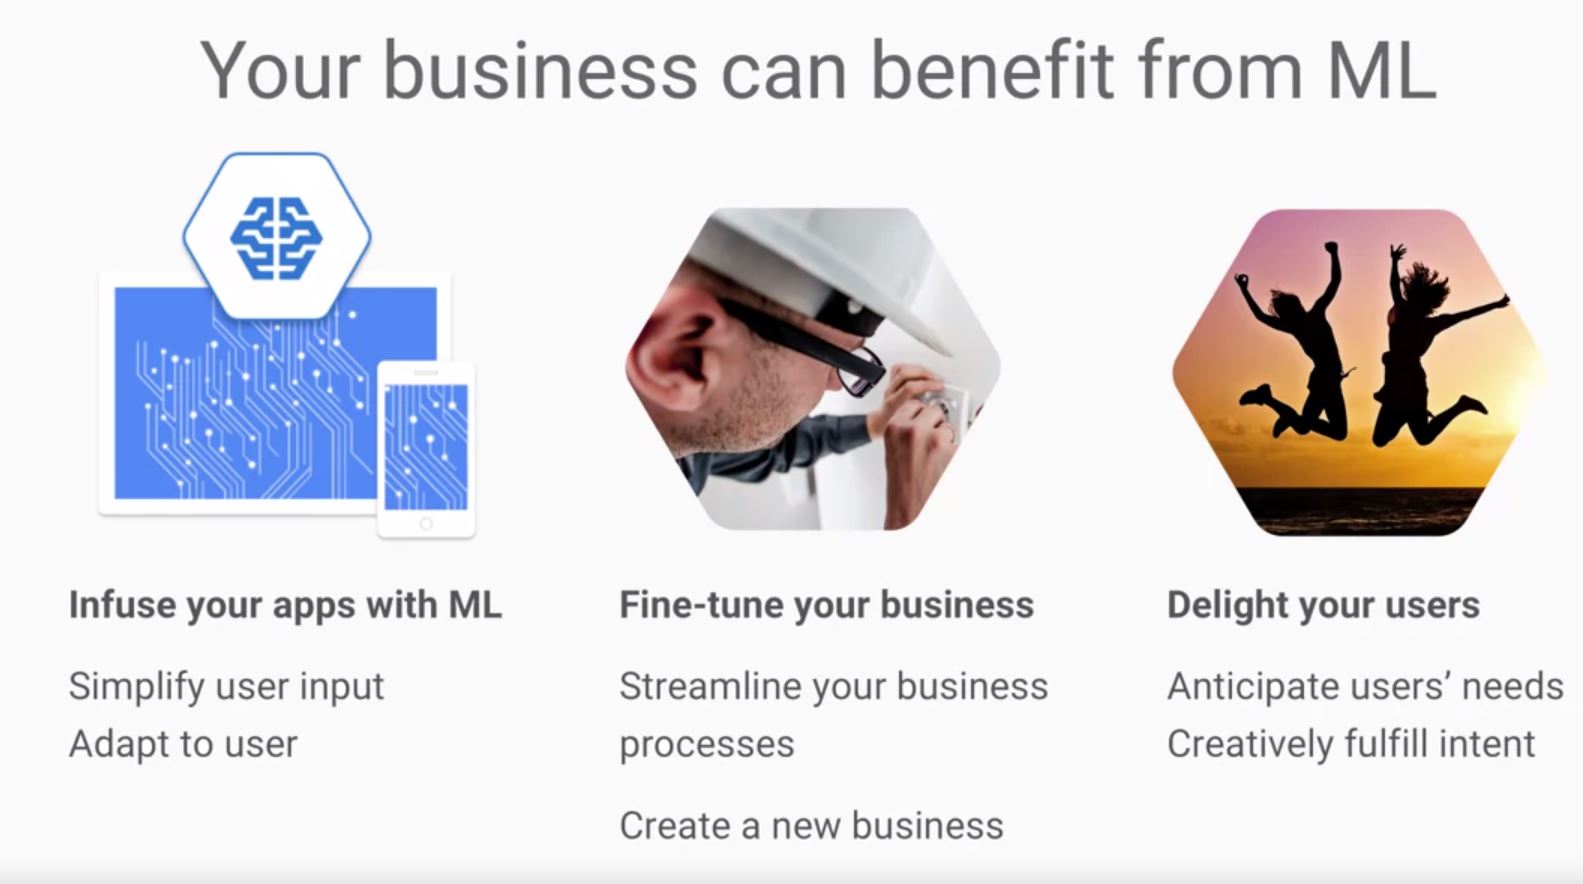 Your business can benefit from ML
Infuse your apps with ML
Simplify user input
Adapt to user
Fine-tune your business
Streamline your business
processes
Create a new business
Delight your users
Anticipate users’ needs
Creatively fulfill intent